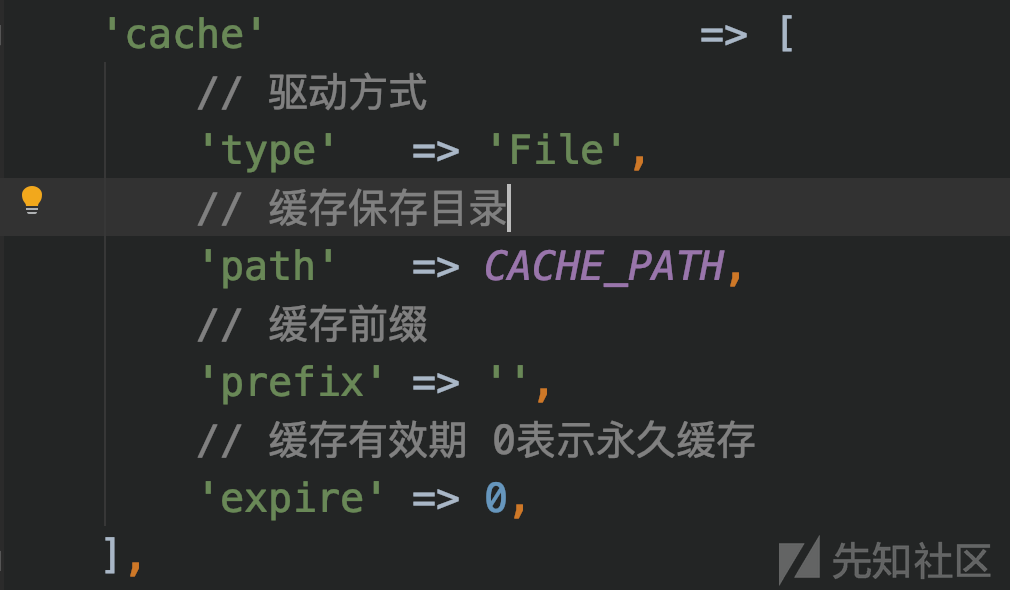 'cache' => [
// 驱动方式
'type' => 'File',
// 缓存保存目录
'path' => CACHE_PATH,
// 缓存前缀
'prefix' => '',
// 缓存有效期 0表示永久缓存
'expire' => 0,
],
先知社区